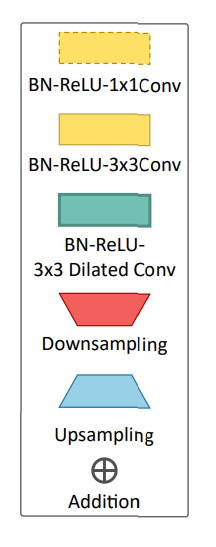 BN-ReLU-1x1Conv
BN-ReLU-3x3Conv
BN-ReLU-
3x3 Dilated Conv
Downsampling
Upsampling
Addition